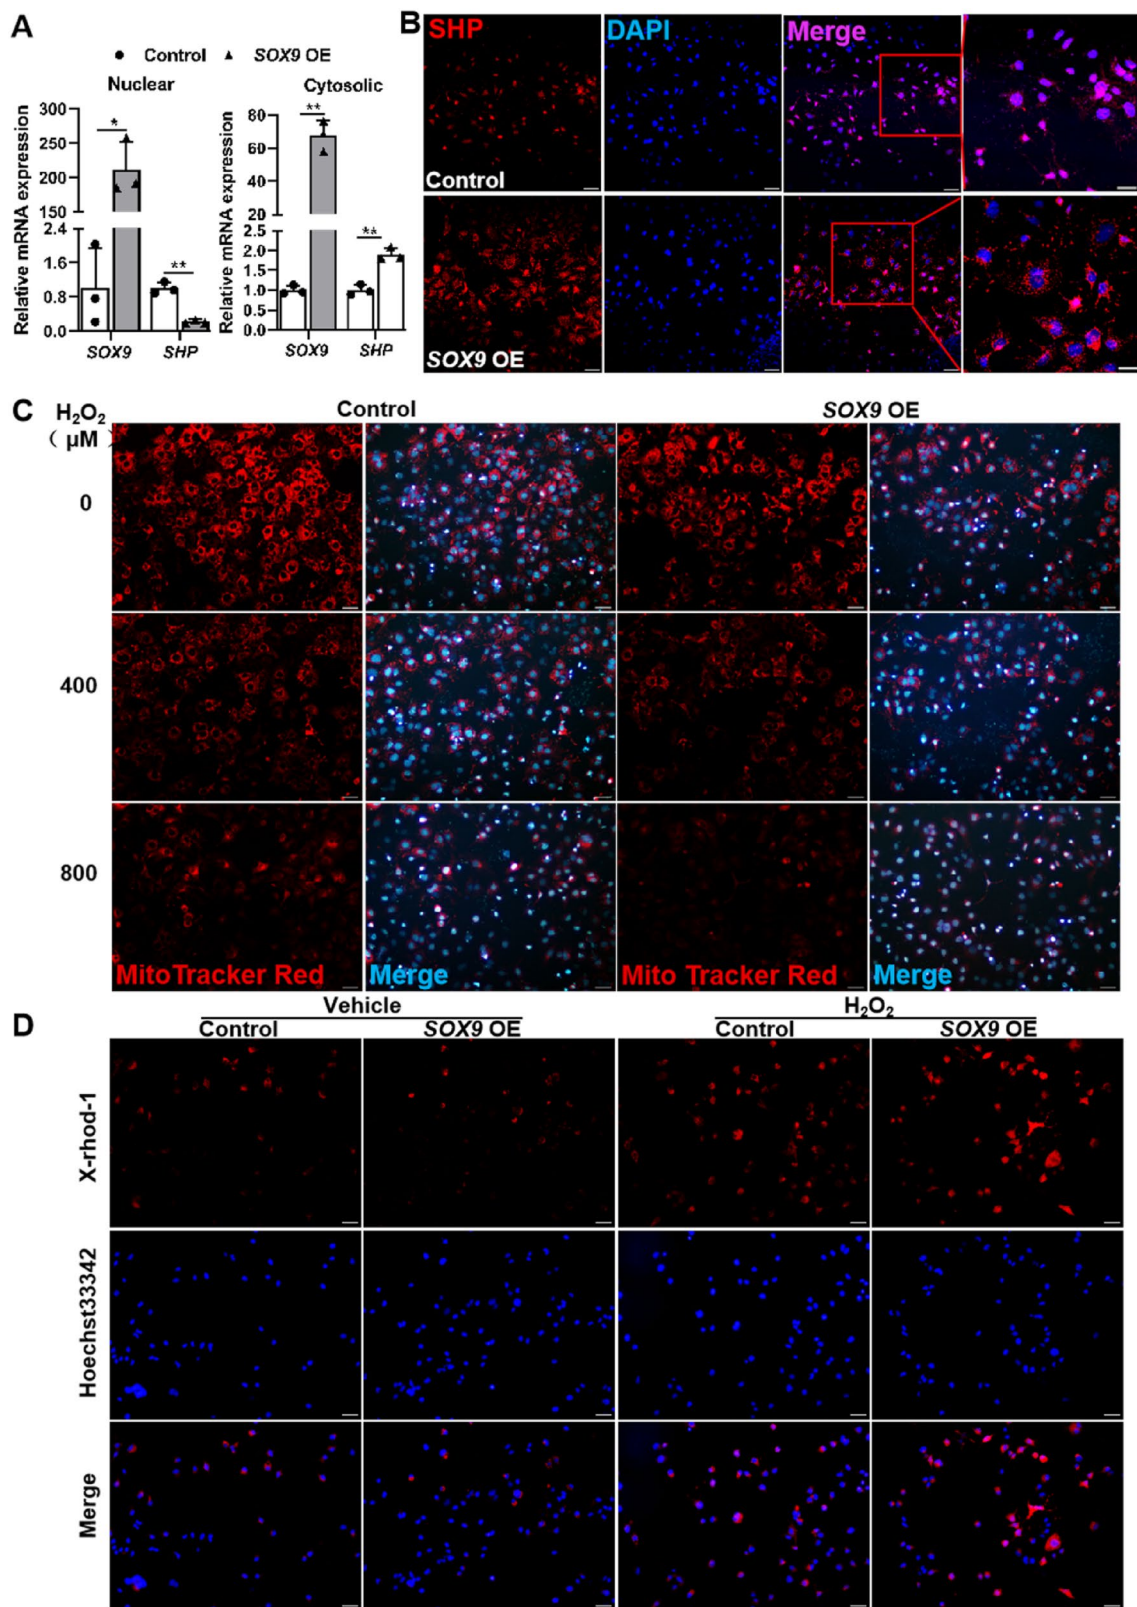 A
Control SOX9 OE
Nuclear
Relative mRNA expression
300
250
200
150
2.4
1.6
0.8
0.0
*
**
SOX9 SHP
Cytosolic
Relative mRNA expression
80
60
40
20
2.5
2.0
1.5
1.0
0.5
0.0
**
**
SOX9 SHP
B
SHP DAPI Merge
Control
SOX9 OE
C
H₂O₂
( μM )
Control SOX9 OE
0
400
800
MitoTracker Red Merge Mito Tracker Red Merge
D
Vehicle H₂O₂
Control SOX9 OE Control SOX9 OE
X-rhod-1
Hoechst33342
Merge